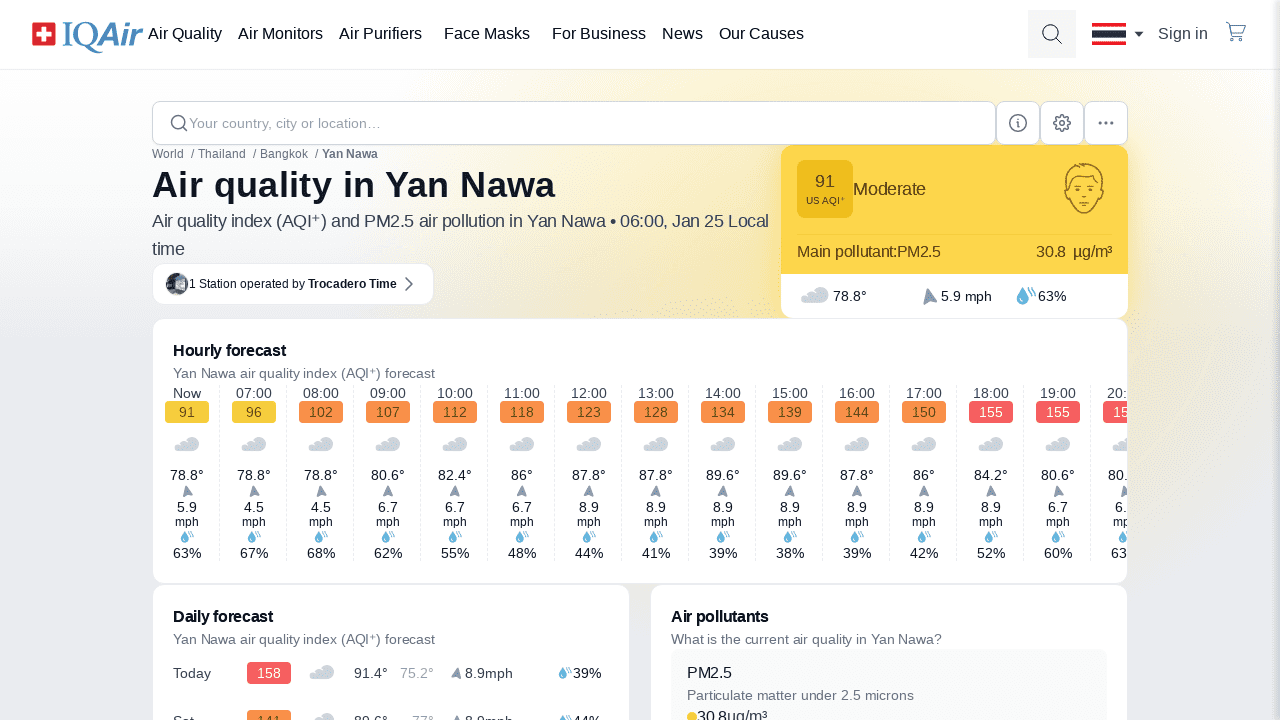 IQAir Air Quality Air Monitors Air Purifiers Face Masks For Business News Our Causes Sign in
Your country, city or location…
World / Thailand / Bangkok / Yan Nawa
Air quality in Yan Nawa
Air quality index (AQI⁺) and PM2.5 air pollution in Yan Nawa • 06:00, Jan 25 Local
time
1 Station operated by Trocadero Time
91
US AQI⁺
Moderate
Main pollutant:PM2.5 30.8 µg/m³
78.8° 5.9 mph 63%
Hourly forecast
Yan Nawa air quality index (AQI⁺) forecast
Now 07:00 08:00 09:00 10:00 11:00 12:00 13:00 14:00 15:00 16:00 17:00 18:00 19:00
91 96 102 107 112 118 123 128 134 139 144 150 155 155
78.8° 78.8° 78.8° 80.6° 82.4° 86° 87.8° 87.8° 89.6° 89.6° 87.8° 86° 84.2° 80.6°
5.9 4.5 4.5 6.7 6.7 6.7 8.9 8.9 8.9 8.9 8.9 8.9 8.9 6.7
mph mph mph mph mph mph mph mph mph mph mph mph mph mph
63% 67% 68% 62% 55% 48% 44% 41% 39% 38% 39% 42% 52% 60%
Daily forecast
Yan Nawa air quality index (AQI⁺) forecast
Today 158 91.4° 75.2° 8.9mph 39%
Sat 141 89.6° 77° 8.9mph 44%
Air pollutants
What is the current air quality in Yan Nawa?
PM2.5
Particulate matter under 2.5 microns
30.8µg/m³